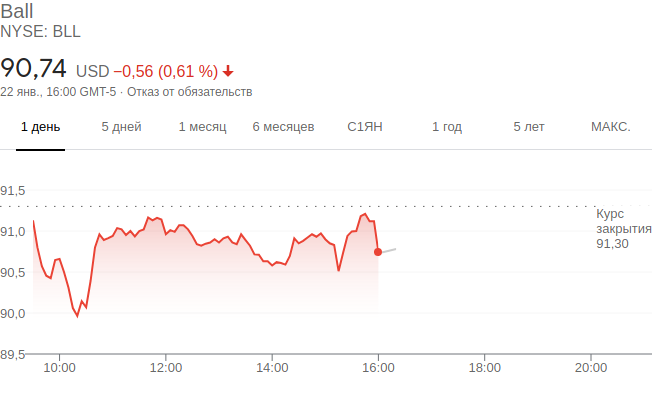 Ball
NYSE: BLL
90,74 USD −0,56 (0,61 %)
22 янв., 16:00 GMT-5 · Отказ от обязательств
1 день 5 дней 1 месяц 6 месяцев С1ЯН 1 год 5 лет МАКС.
91,5
Курс
закрытия
91,30
91,0
90,5
90,0
89,5
10:00 12:00 14:00 16:00 18:00 20:00